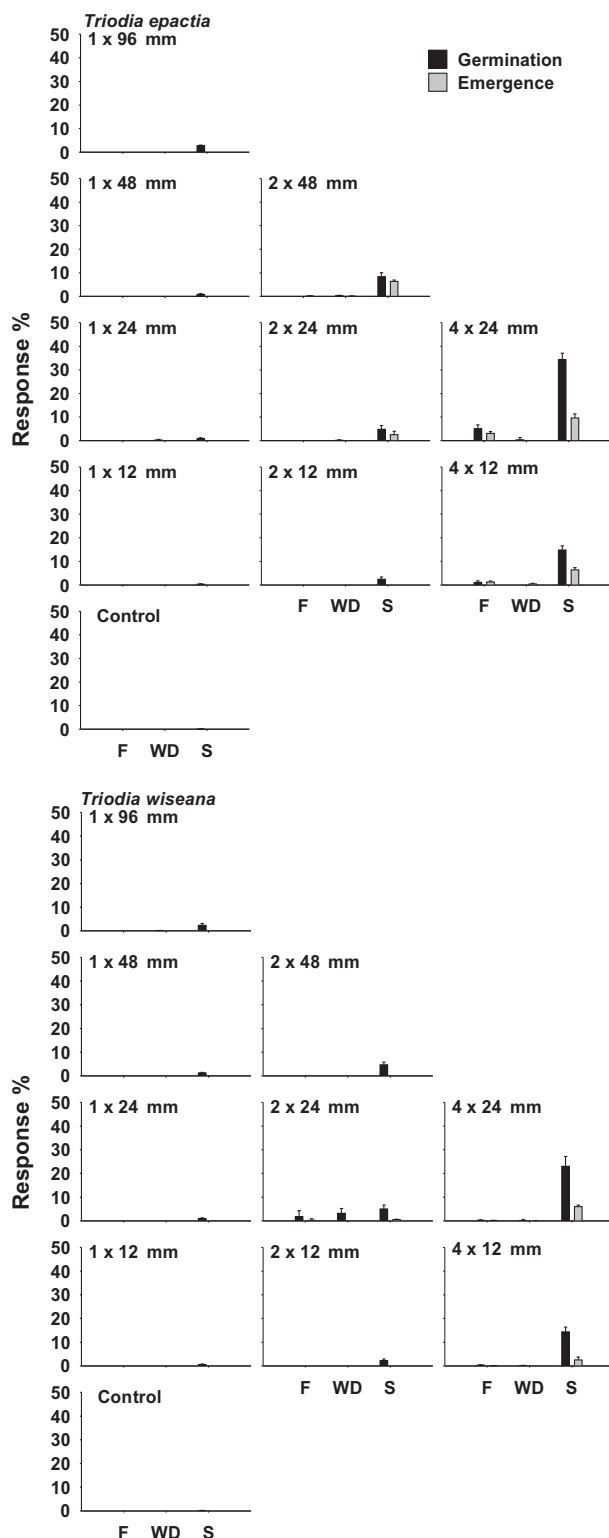 Triodia epactia
1 x 96 mm
Germination
Emergence
50
40
30
20
10
0
1 x 48 mm
2 x 48 mm
50
40
30
20
10
0
1 x 24 mm
2 x 24 mm
4 x 24 mm
50
40
30
20
10
0
Response %
1 x 12 mm
2 x 12 mm
4 x 12 mm
50
40
30
20
10
0
F WD S
F WD S
Control
50
40
30
20
10
0
F WD S
Triodia wiseana
1 x 96 mm
50
40
30
20
10
0
1 x 48 mm
2 x 48 mm
50
40
30
20
10
0
1 x 24 mm
2 x 24 mm
4 x 24 mm
50
40
30
20
10
0
Response %
1 x 12 mm
2 x 12 mm
4 x 12 mm
50
40
30
20
10
0
F WD S
F WD S
Control
50
40
30
20
10
0
F WD S